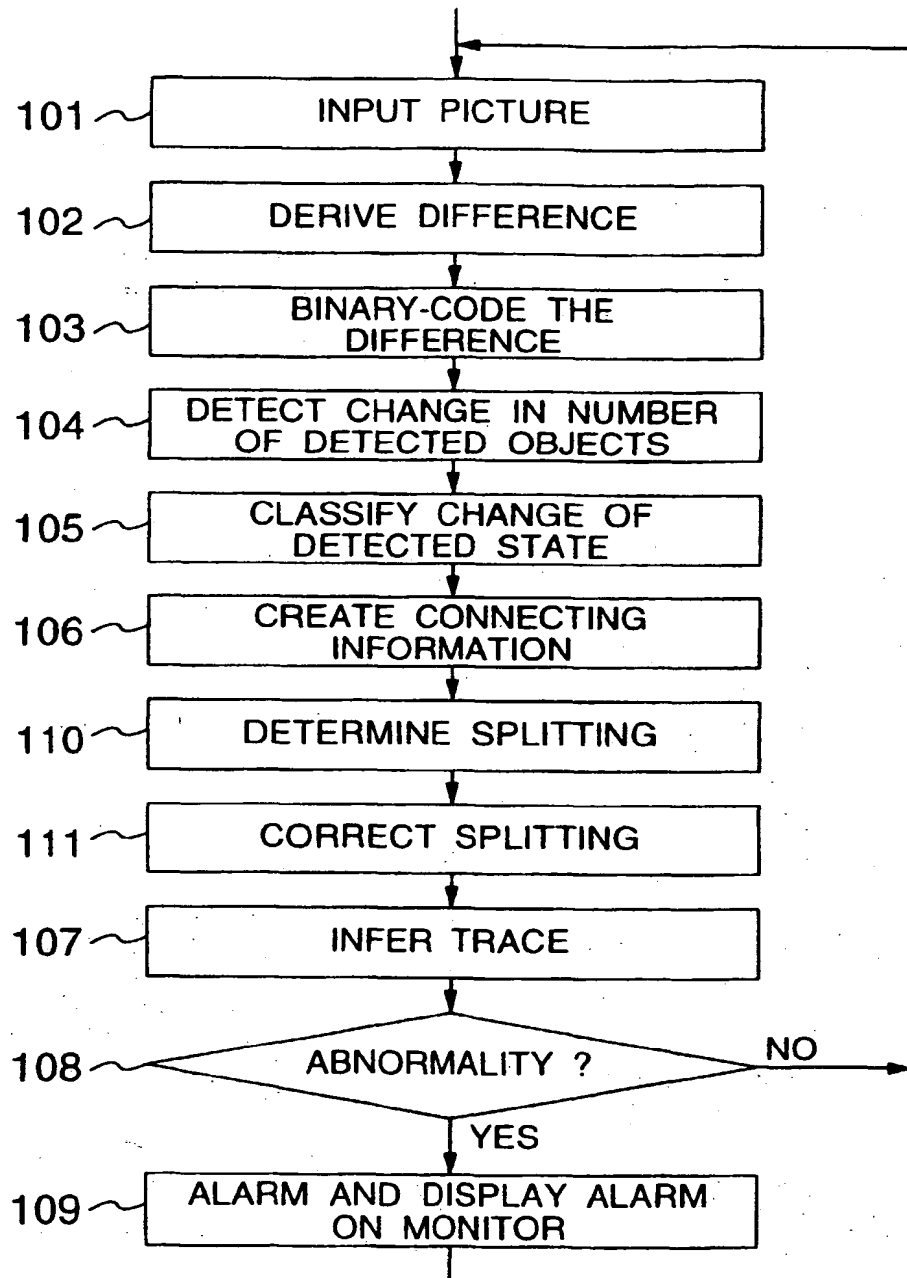 101
INPUT PICTURE
102
DERIVE DIFFERENCE
103
BINARY-CODE THE
DIFFERENCE
104
DETECT CHANGE IN NUMBER
OF DETECTED OBJECTS
105
CLASSIFY CHANGE OF
DETECTED STATE
106
CREATE CONNECTING
INFORMATION
110
DETERMINE SPLITTING
111
CORRECT SPLITTING
107
INFER TRACE
108
ABNORMALITY ?
NO
YES
109
ALARM AND DISPLAY ALARM
ON MONITOR